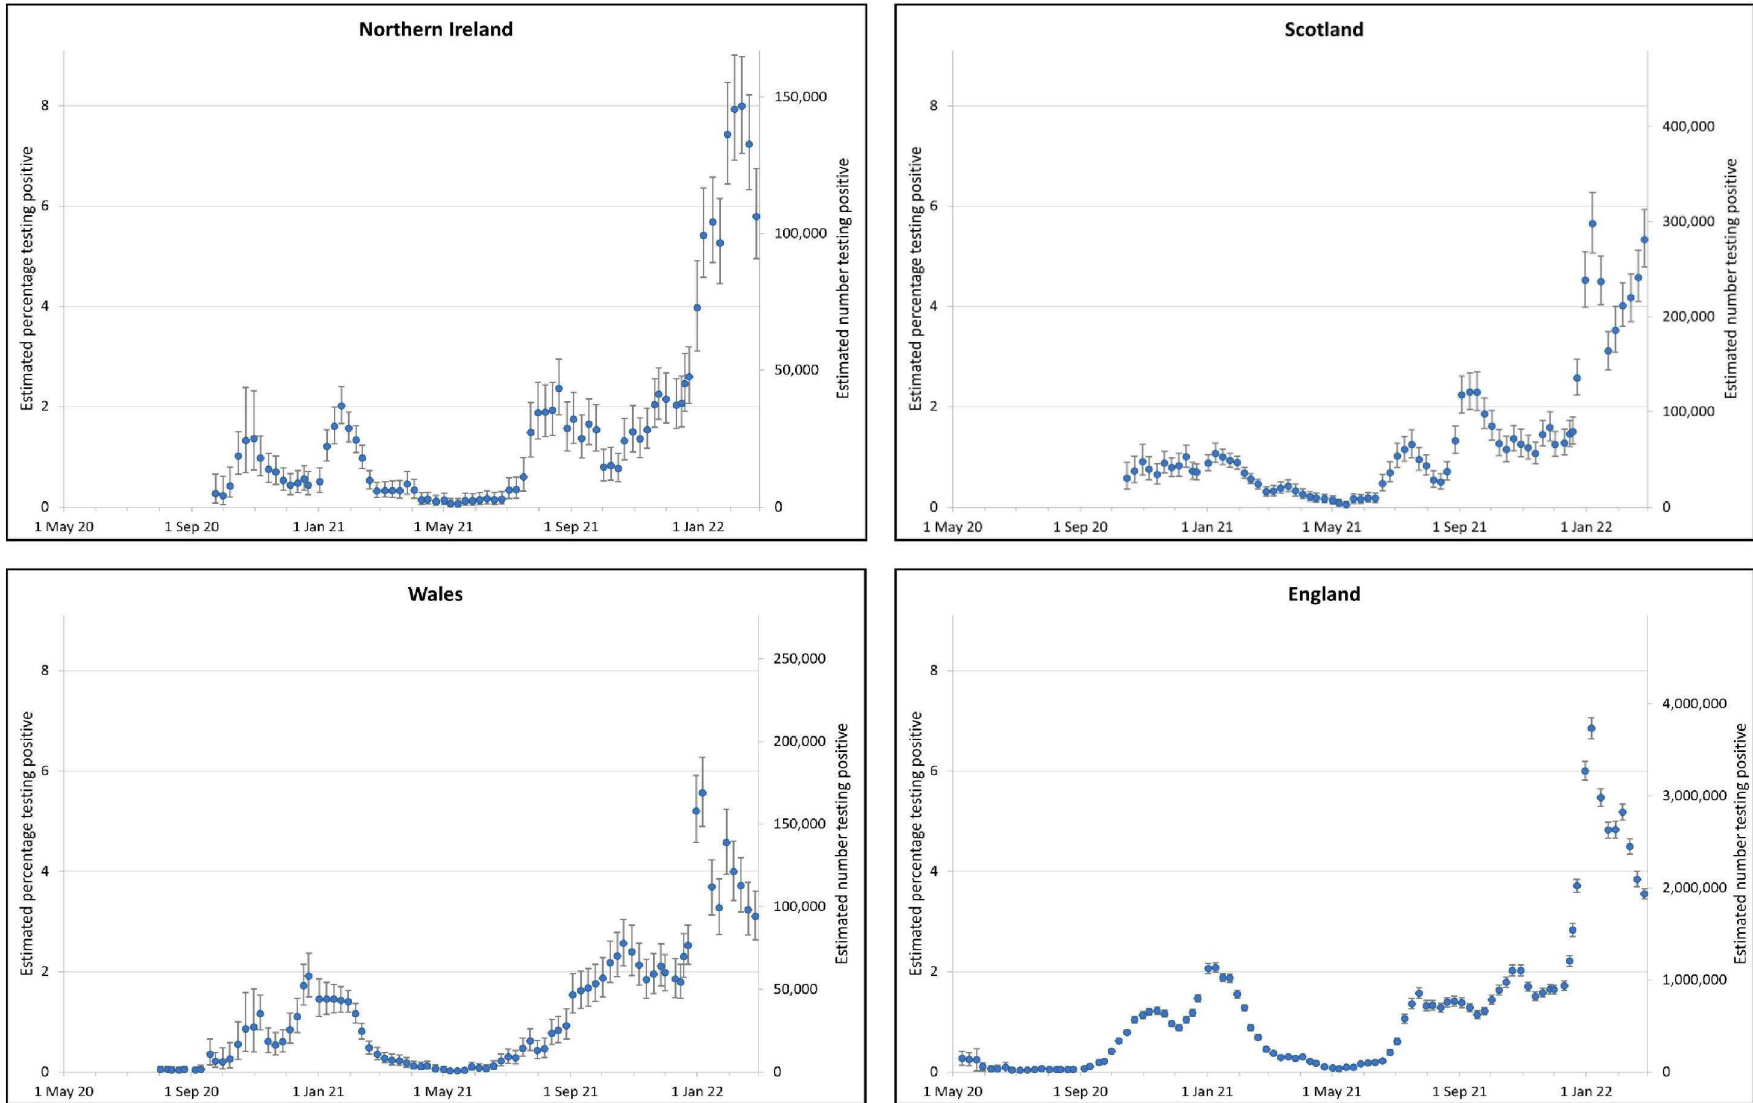 Northern Ireland
Estimated percentage testing positive
8
6
4
2
0
150,000
100,000
50,000
0
Estimated number testing positive
1 May 20 1 Sep 20 1 Jan 21 1 May 21 1 Sep 21 1 Jan 22
Scotland
Estimated percentage testing positive
8
6
4
2
0
400,000
300,000
200,000
100,000
0
Estimated number testing positive
1 May 20 1 Sep 20 1 Jan 21 1 May 21 1 Sep 21 1 Jan 22
Wales
Estimated percentage testing positive
8
6
4
2
0
250,000
200,000
150,000
100,000
50,000
0
Estimated number testing positive
1 May 20 1 Sep 20 1 Jan 21 1 May 21 1 Sep 21 1 Jan 22
England
Estimated percentage testing positive
8
6
4
2
0
4,000,000
3,000,000
2,000,000
1,000,000
0
Estimated number testing positive
1 May 20 1 Sep 20 1 Jan 21 1 May 21 1 Sep 21 1 Jan 22